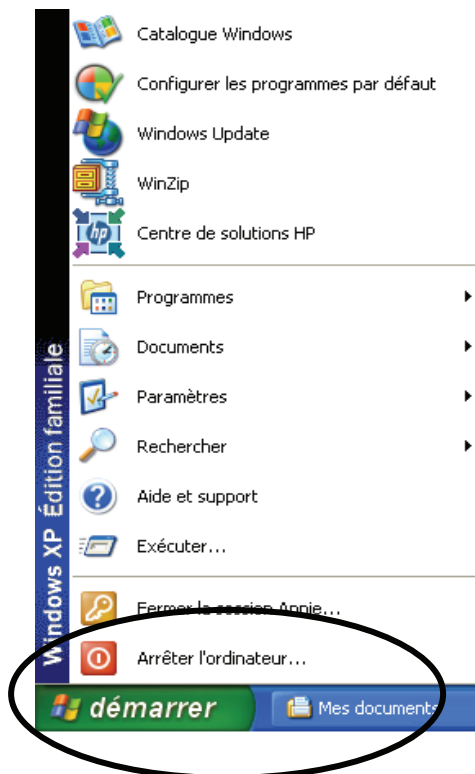 Catalogue Windows
Configurer les programmes par défaut
Windows Update
WinZip
hp
Centre de solutions HP
Programmes
Documents
Paramètres
Rechercher
Aide et support
Exécuter...
Fermer la session Annie...
Arrêter l'ordinateur...
Windows XP Édition familiale
démarrer
Mes documents